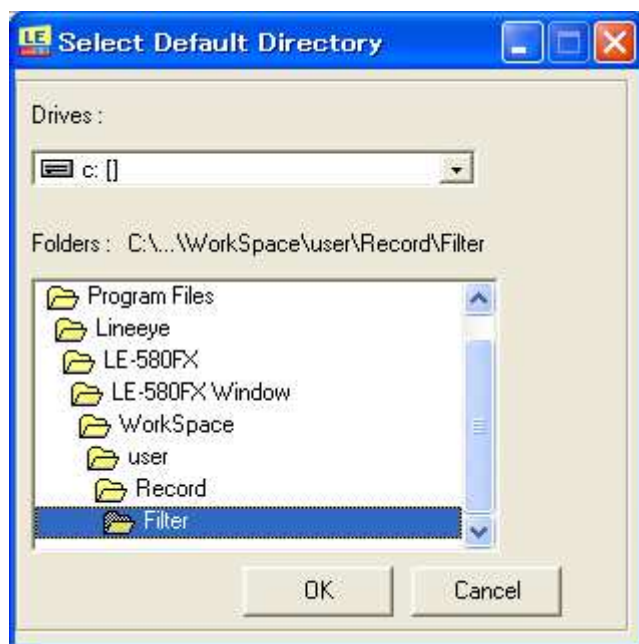 LE Select Default Directory
Drives :
c: []
Folders : C:\...\WorkSpace\user\Record\Filter
Program Files
Lineeye
LE-580FX
LE-580FX Window
WorkSpace
user
Record
Filter
OK Cancel